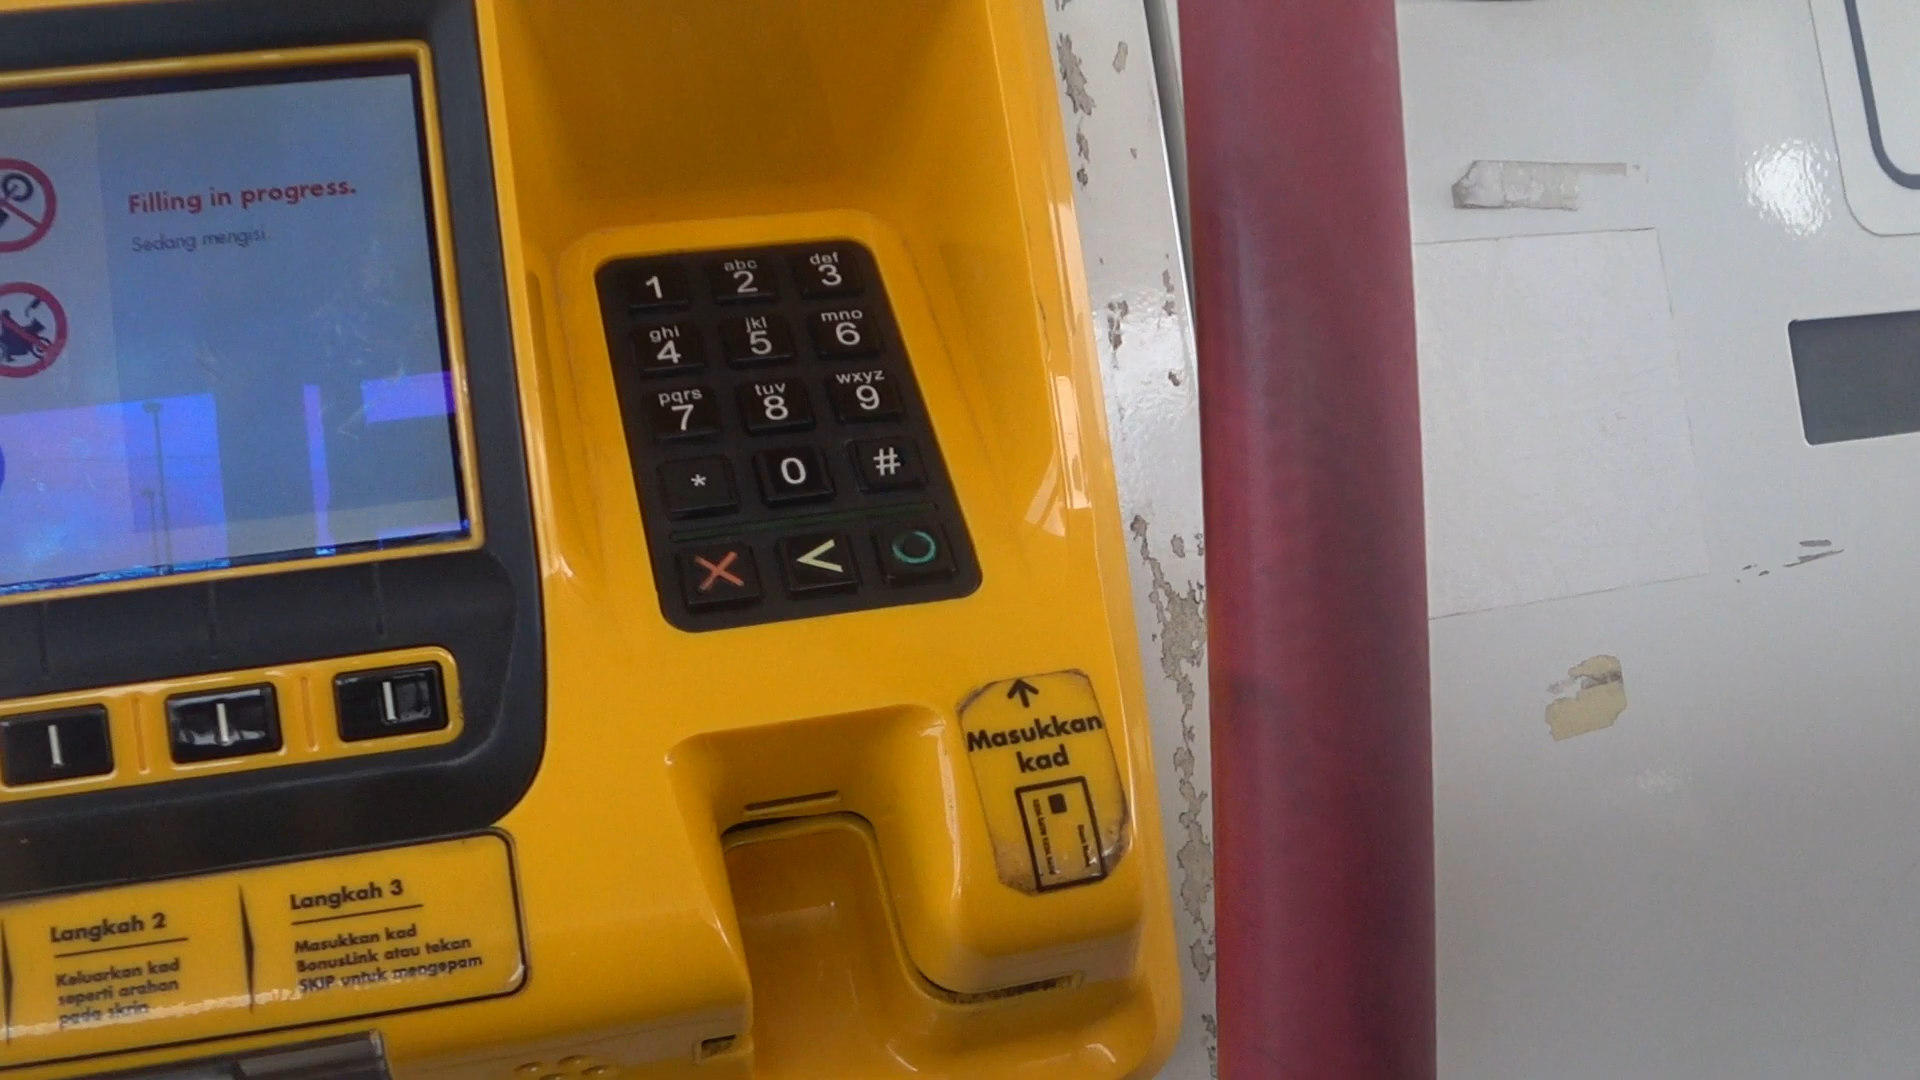 Filling in progress.
Sedang mengisi.
1
abc
2
def
3
ghi
4
jkl
5
mno
6
pqrs
7
tuv
8
wxyz
9
*
0
#
<
Masukkan
kad
Langkah 2
Keluarkan kad
seperti arahan
pada skrin
Langkah 3
Masukkan kad
BonusLink atau tekan
SKIP untuk mengepam